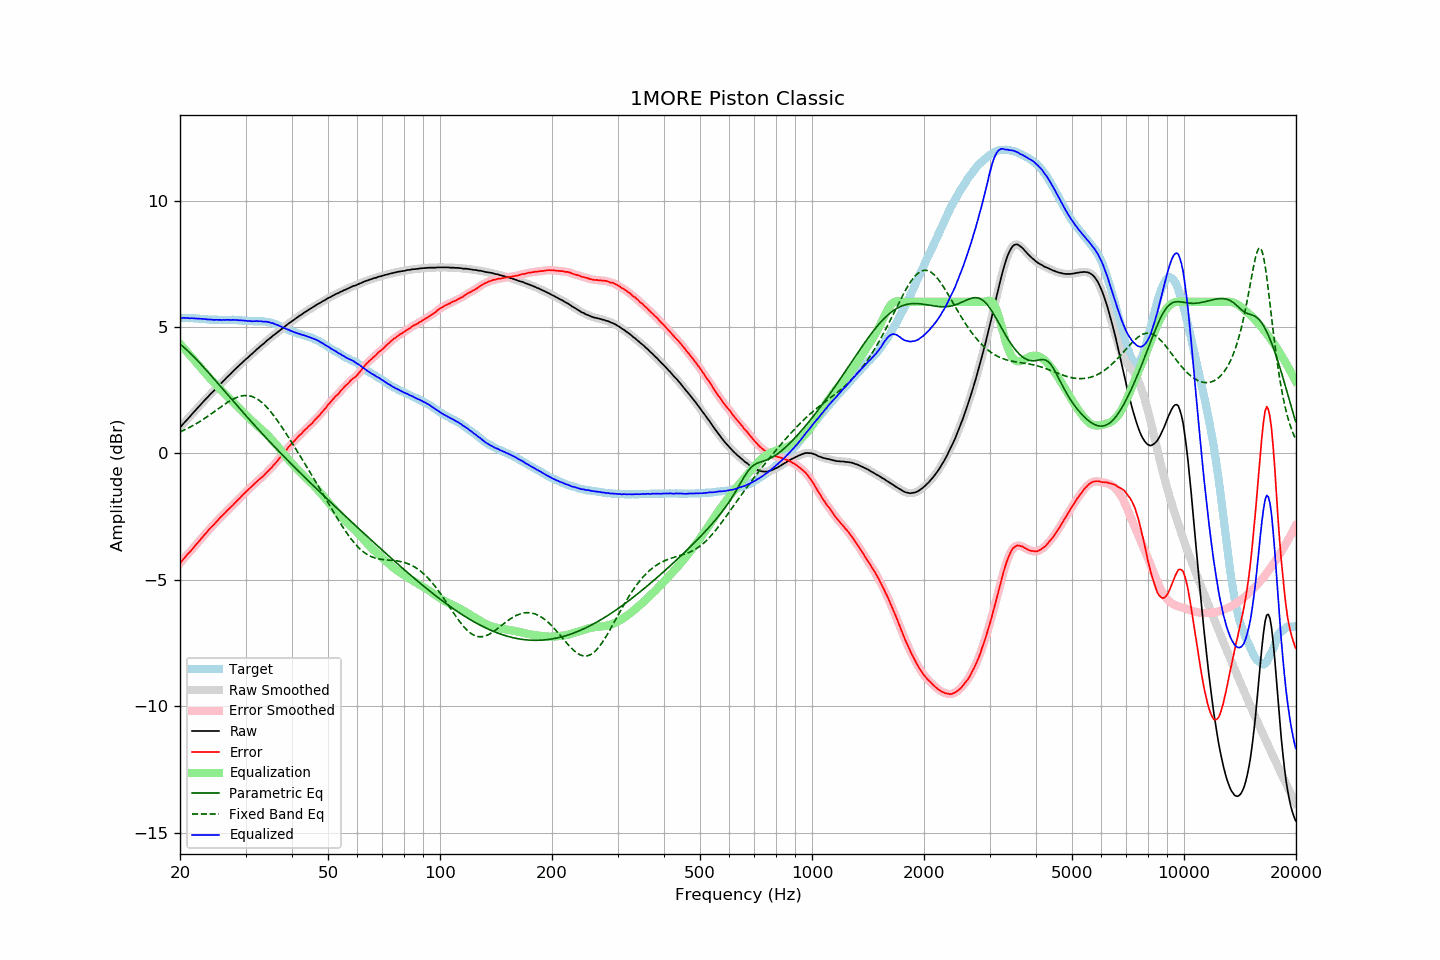 1MORE Piston Classic
Amplitude (dBr)
10
5
0
−5
−10
−15
Target
Raw Smoothed
Error Smoothed
Raw
Error
Equalization
Parametric Eq
Fixed Band Eq
Equalized
20 50 100 200 500 1000 2000 5000 10000 20000
Frequency (Hz)